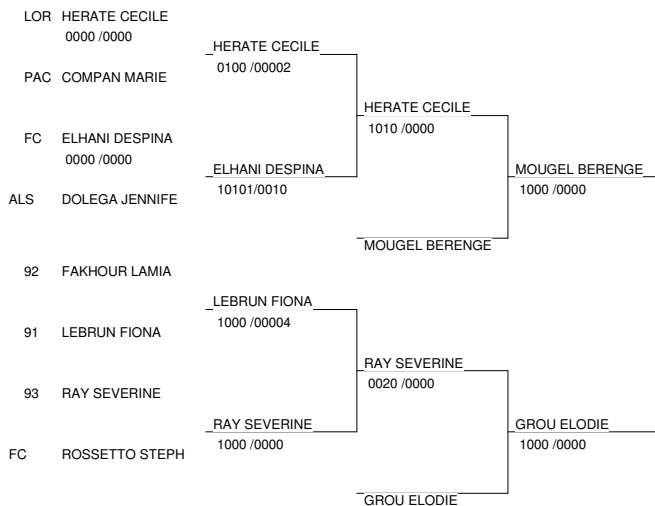 LOR HERATE CECILE
0000 /0000
HERATE CECILE
0100 /00002
PAC COMPAN MARIE
HERATE CECILE
1010 /0000
FC ELHANI DESPINA
0000 /0000
ELHANI DESPINA
10101/0010
MOUGEL BERENGE
1000 /0000
ALS DOLEGA JENNIFE
MOUGEL BERENGE
92 FAKHOUR LAMIA
LEBRUN FIONA
1000 /00004
91 LEBRUN FIONA
RAY SEVERINE
0020 /0000
93 RAY SEVERINE
RAY SEVERINE
1000 /0000
GROU ELODIE
1000 /0000
FC ROSSETTO STEPH
GROU ELODIE